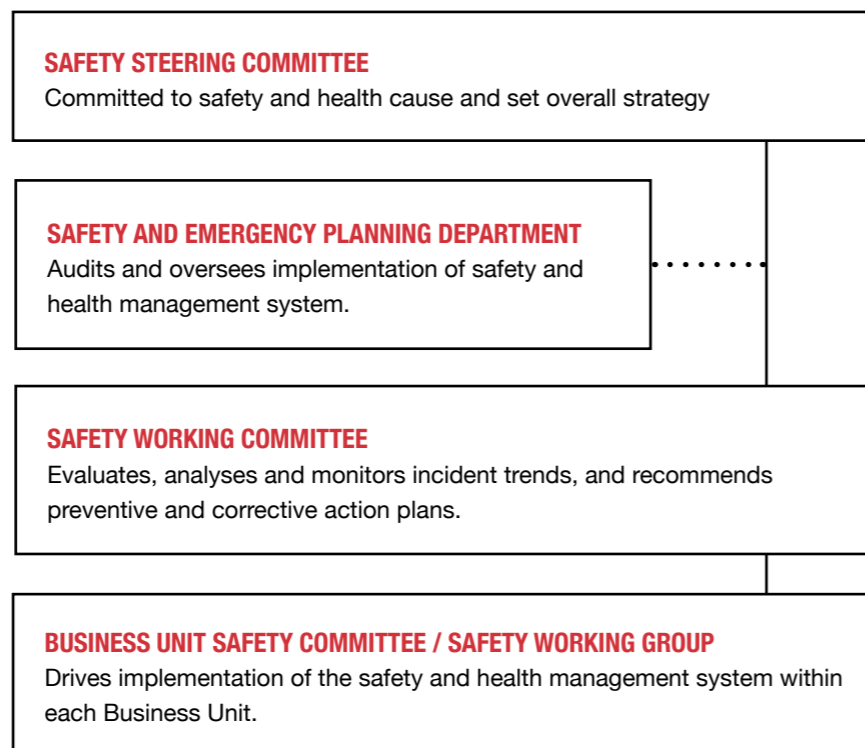 SAFETY STEERING COMMITTEE
Committed to safety and health cause and set overall strategy
SAFETY AND EMERGENCY PLANNING DEPARTMENT
Audits and oversees implementation of safety and
health management system.
SAFETY WORKING COMMITTEE
Evaluates, analyses and monitors incident trends, and recommends
preventive and corrective action plans.
BUSINESS UNIT SAFETY COMMITTEE / SAFETY WORKING GROUP
Drives implementation of the safety and health management system within
each Business Unit.